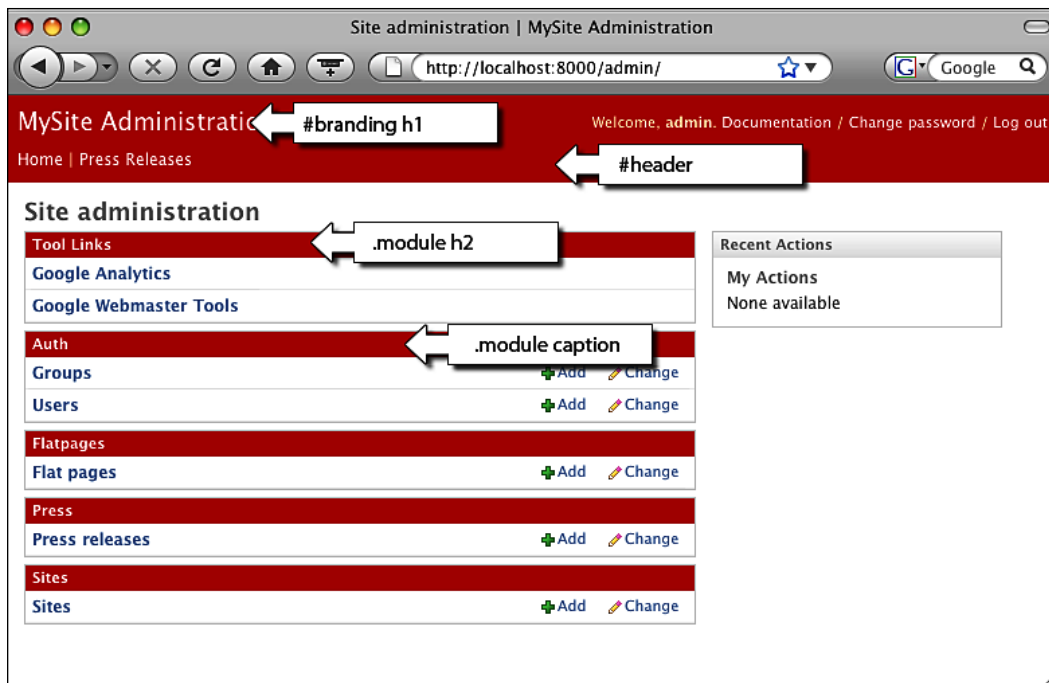 Site administration | MySite Administration
http://localhost:8000/admin/
G Google
MySite Administratio
#branding h1
Welcome, admin. Documentation / Change password / Log out
Home | Press Releases
#header
Site administration
Tool Links
.module h2
Recent Actions
Google Analytics
My Actions
Google Webmaster Tools
None available
Auth
.module caption
Groups Add Change
Users Add Change
Flatpages
Flat pages Add Change
Press
Press releases Add Change
Sites
Sites Add Change